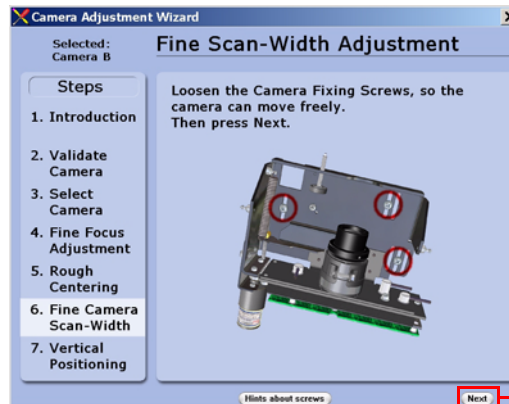 Camera Adjustment Wizard
Selected:
Camera B
Fine Scan-Width Adjustment
Steps
1. Introduction
2. Validate
Camera
3. Select
Camera
4. Fine Focus
Adjustment
5. Rough
Centering
6. Fine Camera
Scan-Width
7. Vertical
Positioning
Loosen the Camera Fixing Screws, so the
camera can move freely.
Then press Next.
Hints about screws
Next